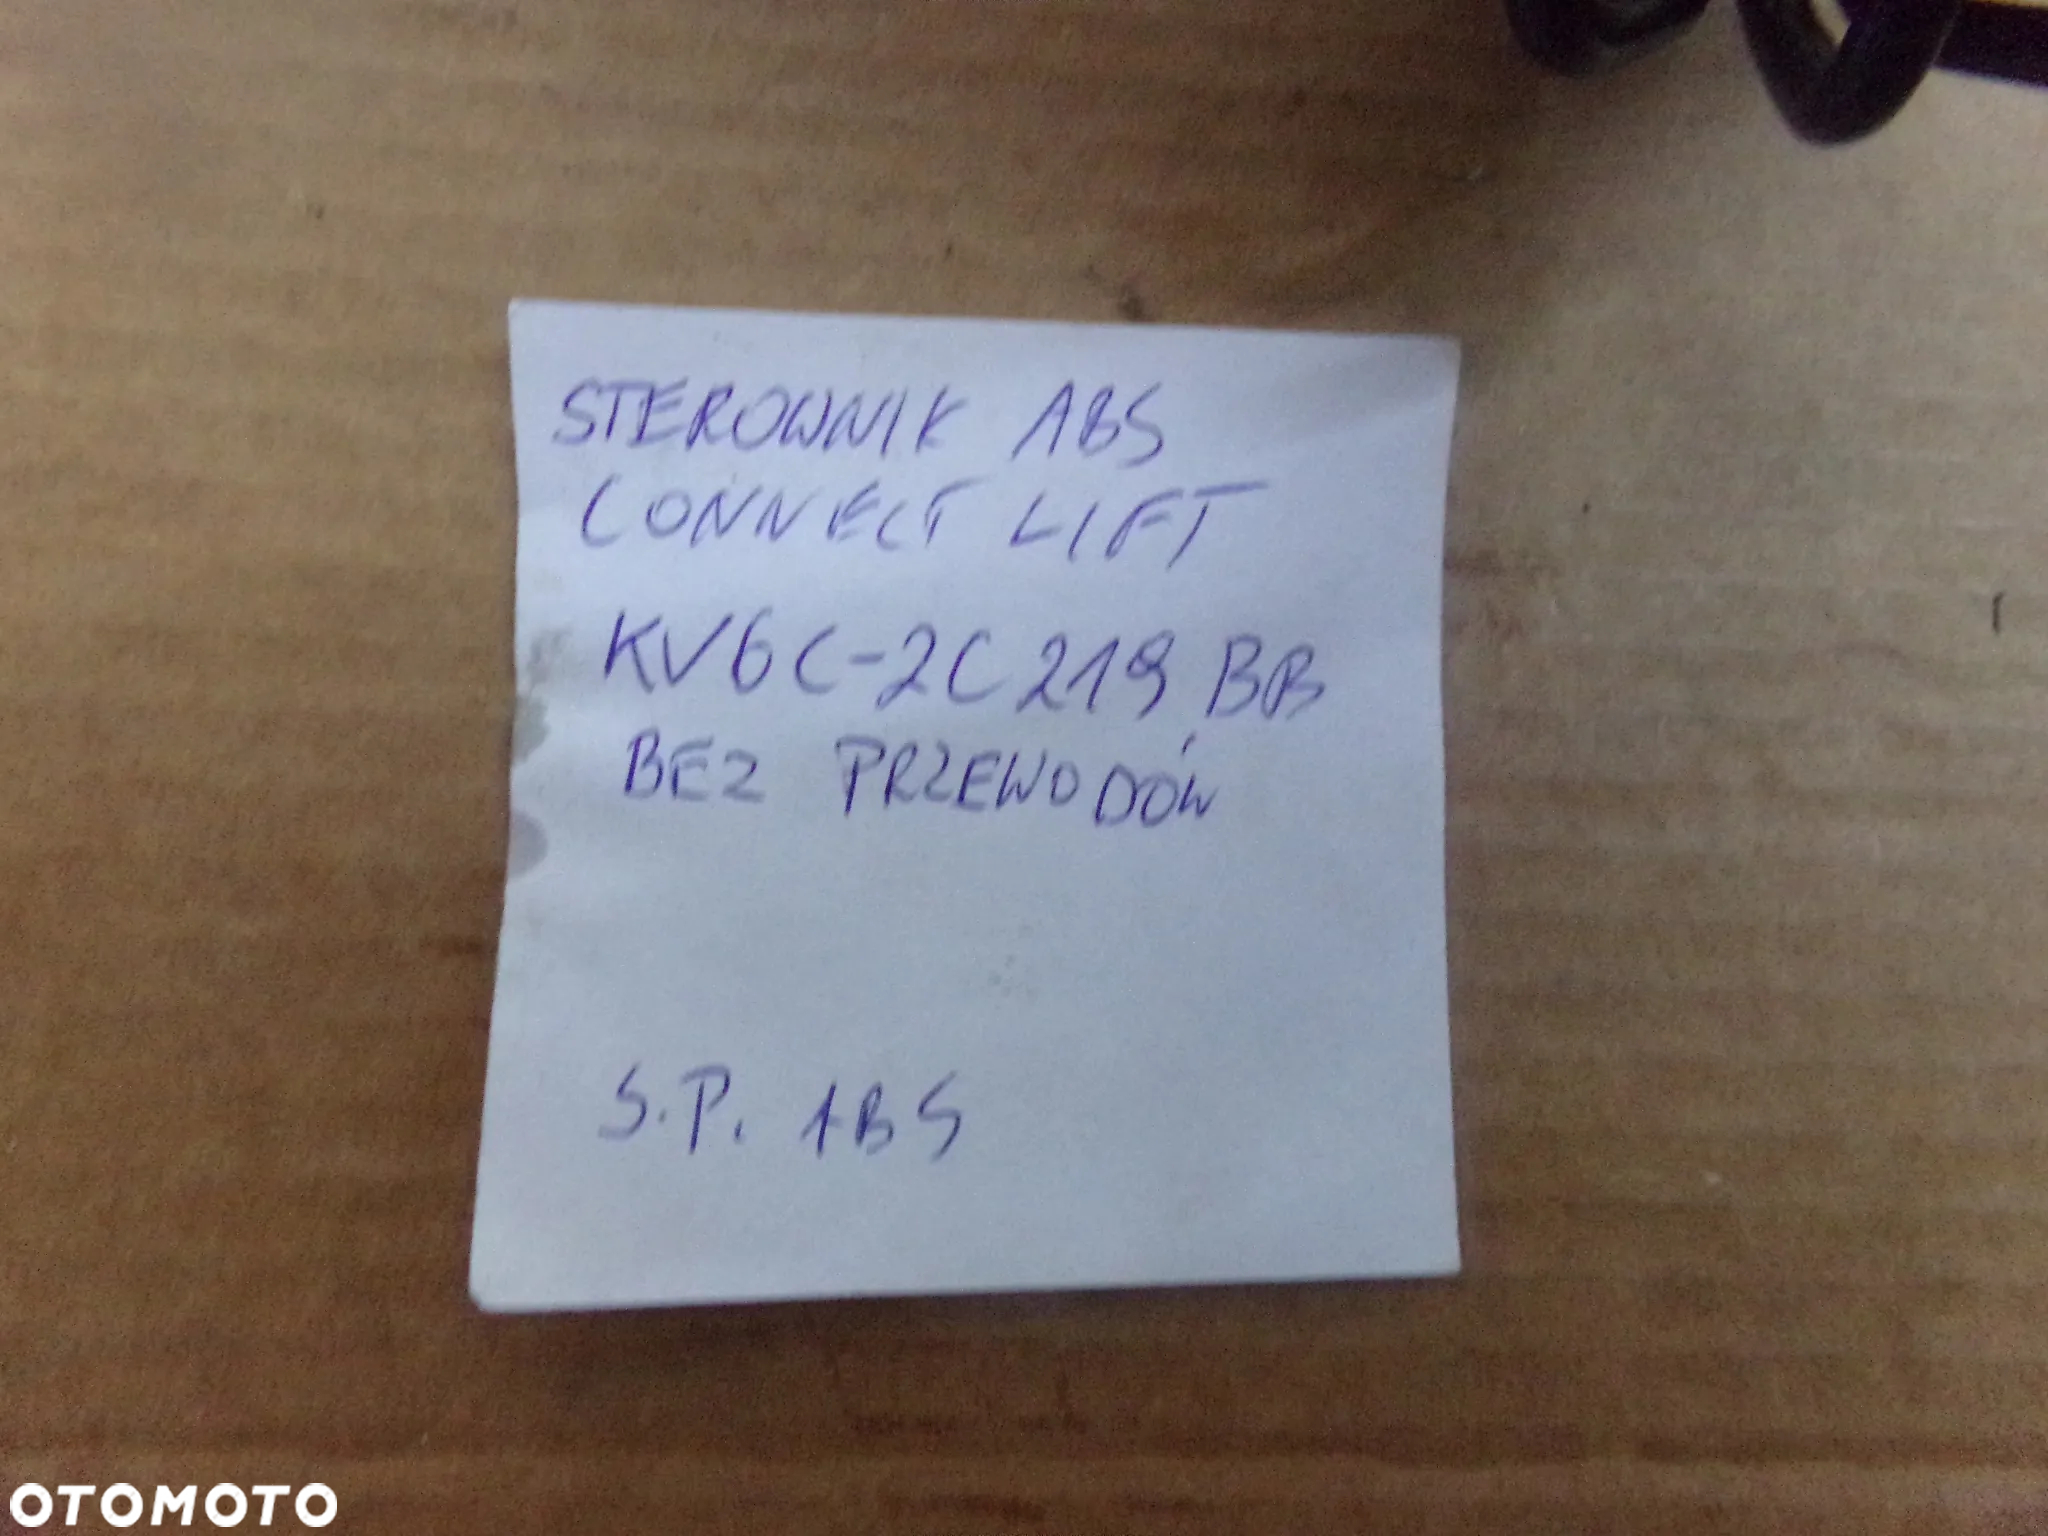 STEROWNIK ABS
CONNECT LIFT
KV6C-2C219 BB
BEZ PRZEWODÓW
S.P. ABS
OTOMOTO